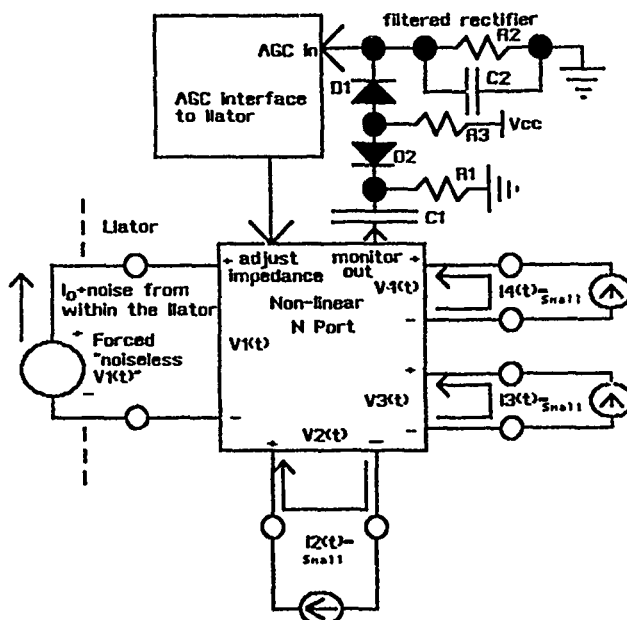 filtered rectifier
R2
AGC in
C2
D1
AGC interface
to Llator
Vcc
R3
D2
R1
C1
Llator
+
adjust
impedance
monitor
out
+
I0+noise from
within the Llator
Non-linear
N Port
V4(t)
I4(t)=
Small
+
Forced
"noiseless
V1(t)"
-
V1(t)
-
+
V3(t)
I3(t)=
Small
-
-
V2(t)
+
-
I2(t)=
Small